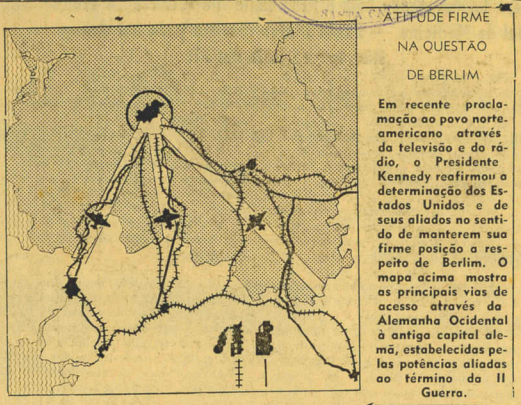 SANTA CA
ATITUDE FIRME
NA QUESTÃO
DE BERLIM
Em recente procla-
mação ao povo norte-
americano através
da televisão e do rá-
dio, o Presidente
Kennedy reafirmou a
determinação dos Es-
tados Unidos e de
seus aliados no senti-
do de manterem sua
firme posição a res-
peito de Berlim. O
mapa acima mostra
as principais vias de
acesso através da
Alemanha Ocidental
à antiga capital ale-
mã, estabelecidas pe-
las potências aliadas
ao término da II
Guerra.